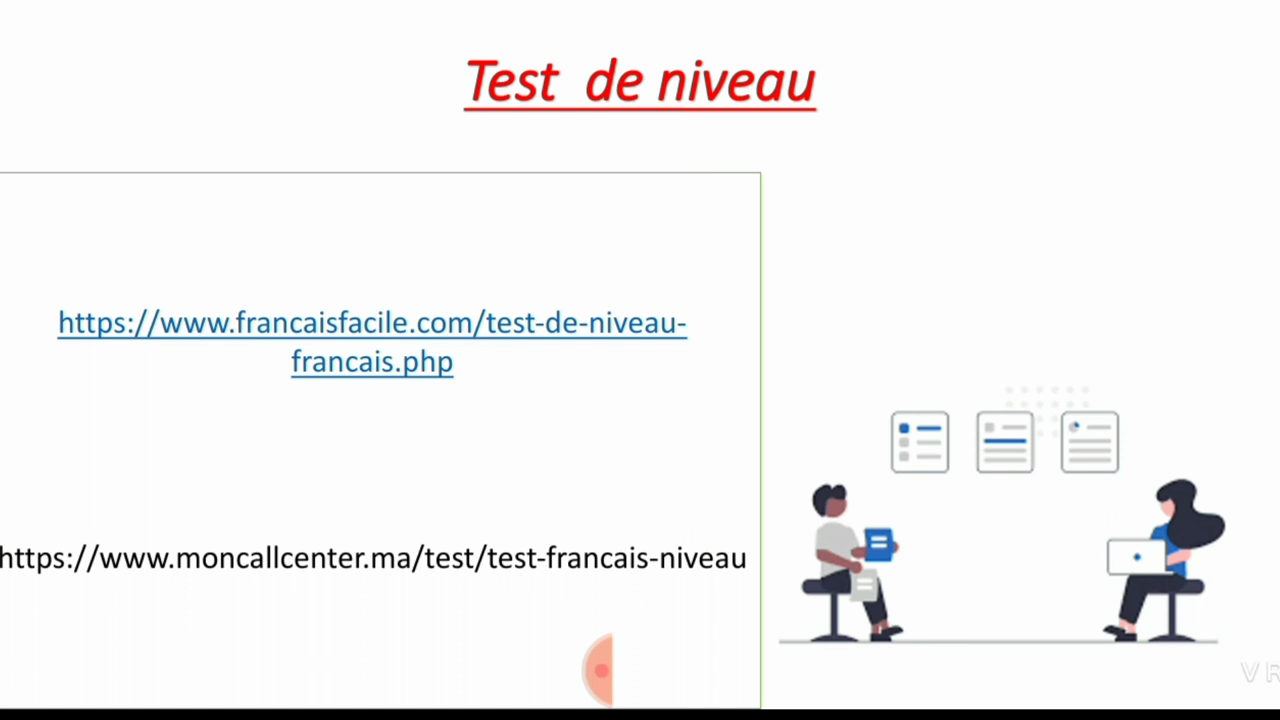 Test de niveau
https://www.francaisfacile.com/test-de-niveau-
francais.php
https://www.moncallcenter.ma/test/test-francais-niveau
VR